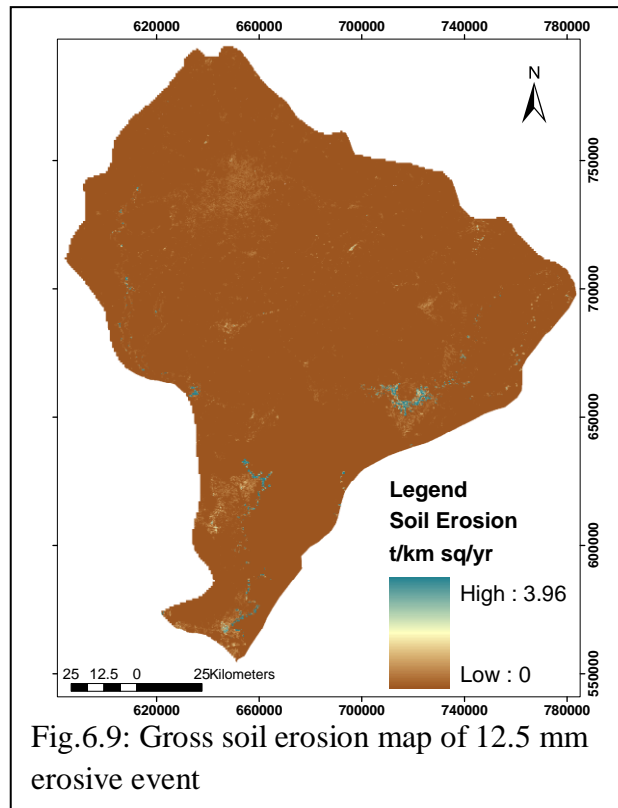 620000 660000 700000 740000 780000
N
750000
700000
650000
600000
550000
Legend
Soil Erosion
t/km sq/yr
High : 3.96
Low : 0
25 12.5 0 25Kilometers
620000 660000 700000 740000 780000
Fig.6.9: Gross soil erosion map of 12.5 mm
erosive event